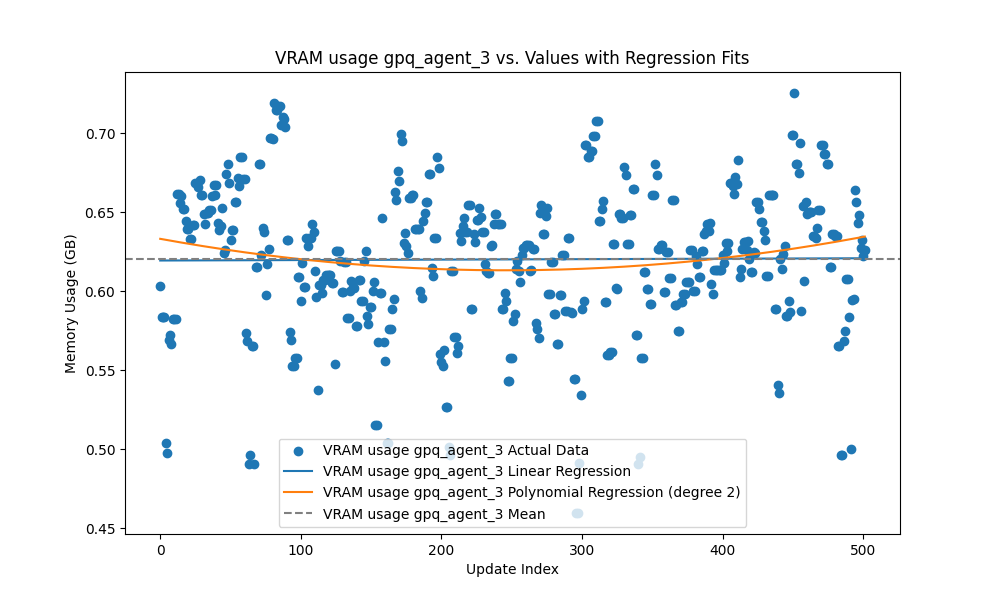 VRAM usage gpq_agent_3 vs. Values with Regression Fits
0.70
0.65
0.60
0.55
0.50
0.45
Memory Usage (GB)
VRAM usage gpq_agent_3 Actual Data
VRAM usage gpq_agent_3 Linear Regression
VRAM usage gpq_agent_3 Polynomial Regression (degree 2)
VRAM usage gpq_agent_3 Mean
0 100 200 300 400 500
Update Index